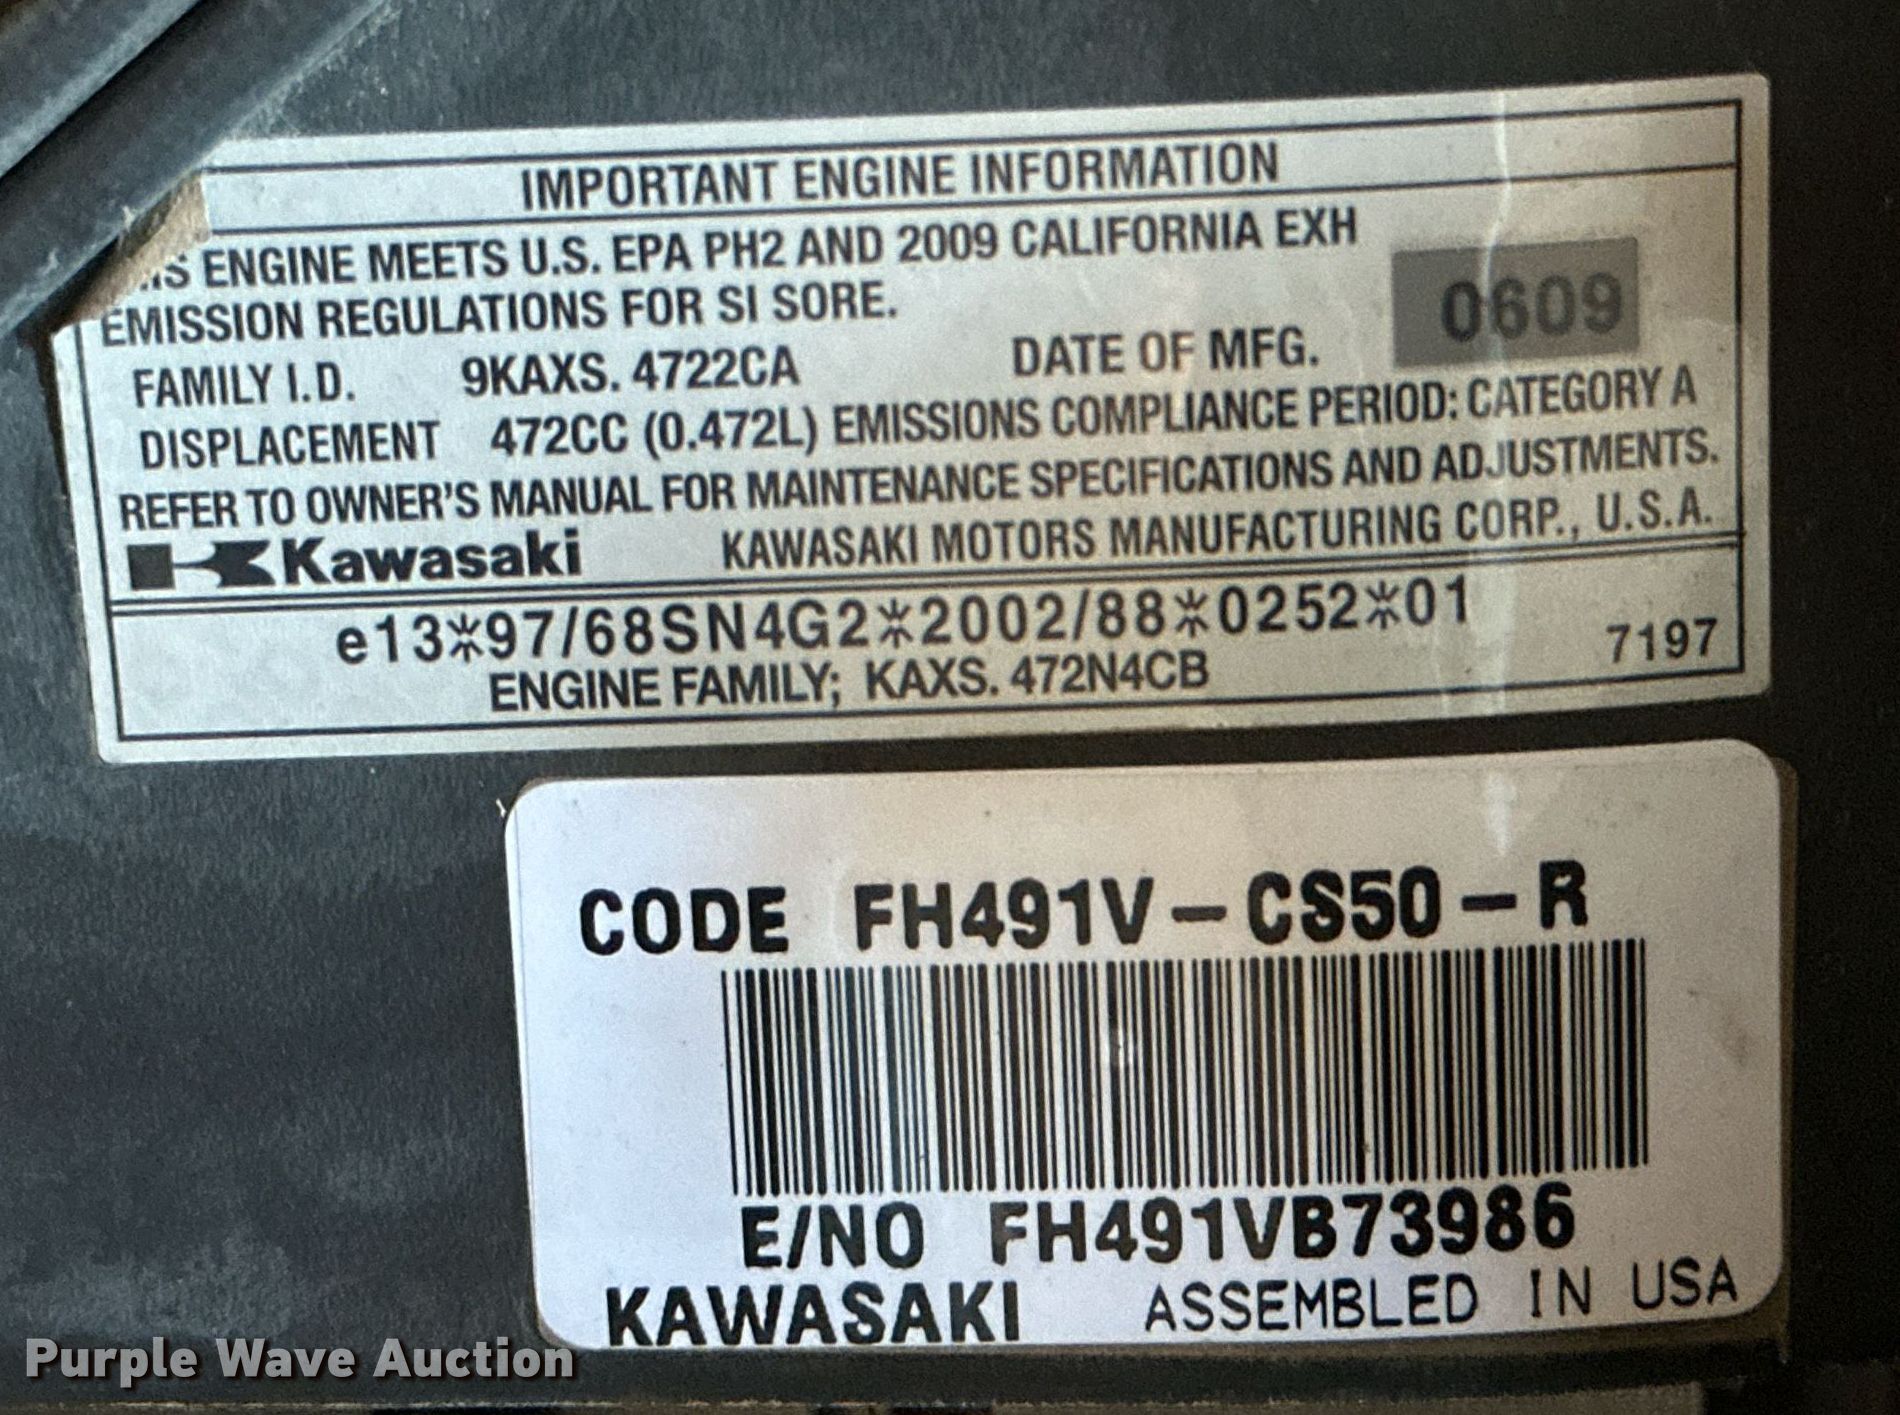 IMPORTANT ENGINE INFORMATION
ENGINE MEETS U.S. EPA PH2 AND 2009 CALIFORNIA EXH
EMISSION REGULATIONS FOR SI SORE.
FAMILY I.D. 9KAXS. 4722CA DATE OF MFG. 0609
DISPLACEMENT 472CC (0.472L) EMISSIONS COMPLIANCE PERIOD: CATEGORY A
REFER TO OWNER'S MANUAL FOR MAINTENANCE SPECIFICATIONS AND ADJUSTMENTS.
Kawasaki KAWASAKI MOTORS MANUFACTURING CORP., U.S.A.
e13*97/68SN4G2*2002/88*0252*01
ENGINE FAMILY; KAXS. 472N4CB 7197
CODE FH491V-CS50-R
E/NO FH491VB73986
KAWASAKI ASSEMBLED IN USA
Purple Wave Auction